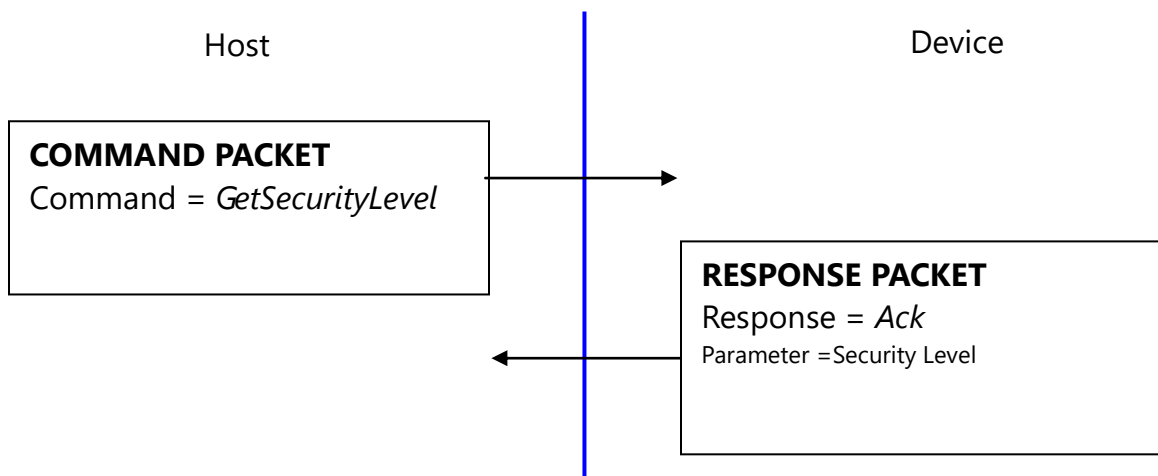 Host
Device
COMMAND PACKET
Command = GetSecurityLevel
RESPONSE PACKET
Response = Ack
Parameter =Security Level